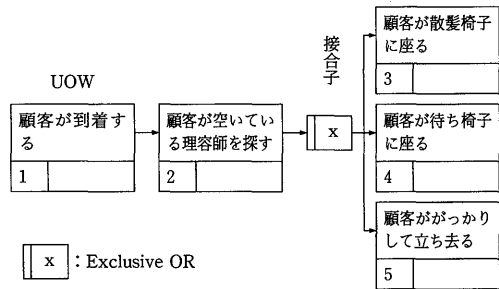 UOW
顧客が到着す
る
1
顧客が空いてい
る理容師を探す
2
接合子
x
顧客が散髪椅子
に座る
3
顧客が待ち椅子
に座る
4
顧客ががっかり
して立ち去る
5
x : Exclusive OR